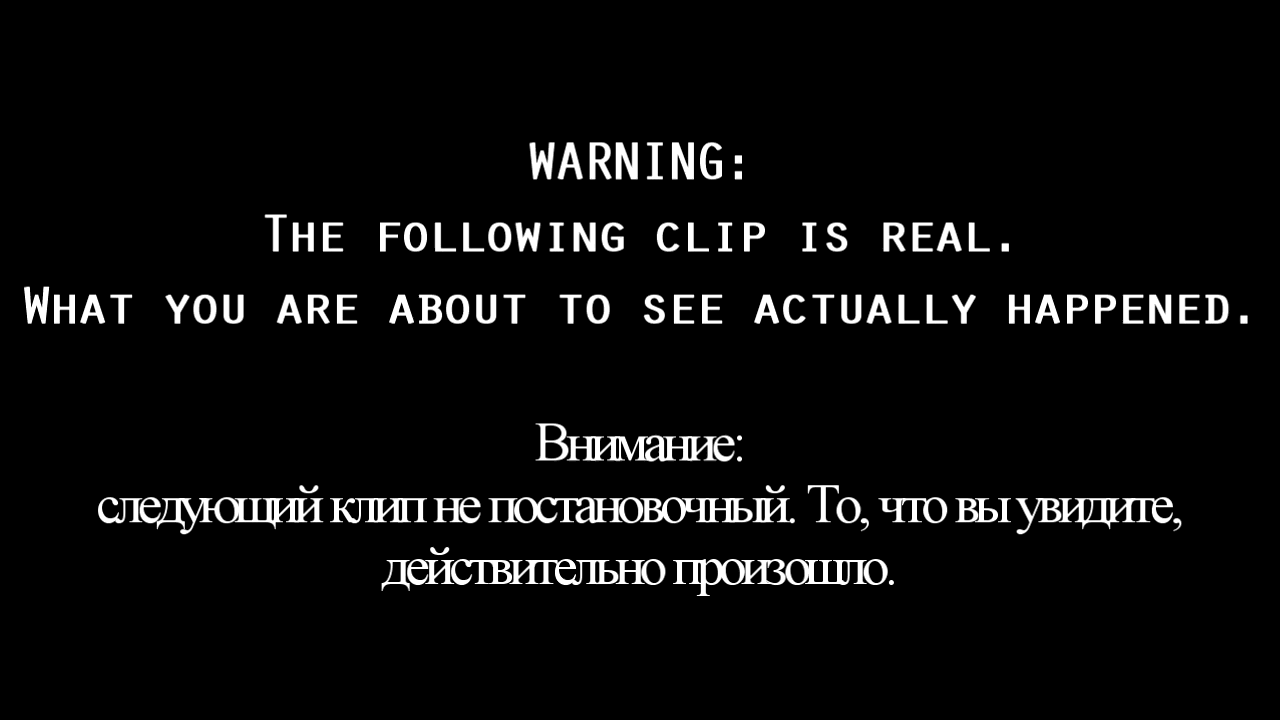 WARNING:
THE FOLLOWING CLIP IS REAL.
WHAT YOU ARE ABOUT TO SEE ACTUALLY HAPPENED.
Внимание:
следующий клип не постановочный. То, что вы увидите,
действительно произошло.